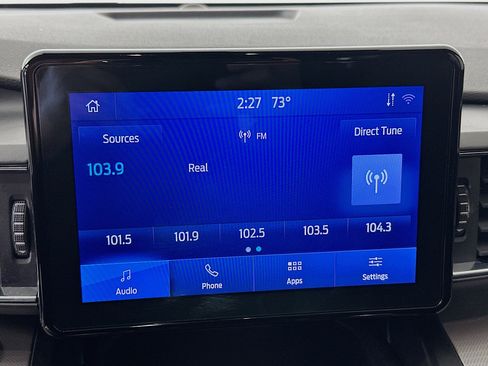 2:27 73°
Sources
FM
Direct Tune
103.9
Real
101.5 101.9 102.5 103.5 104.3
Audio Phone Apps Settings